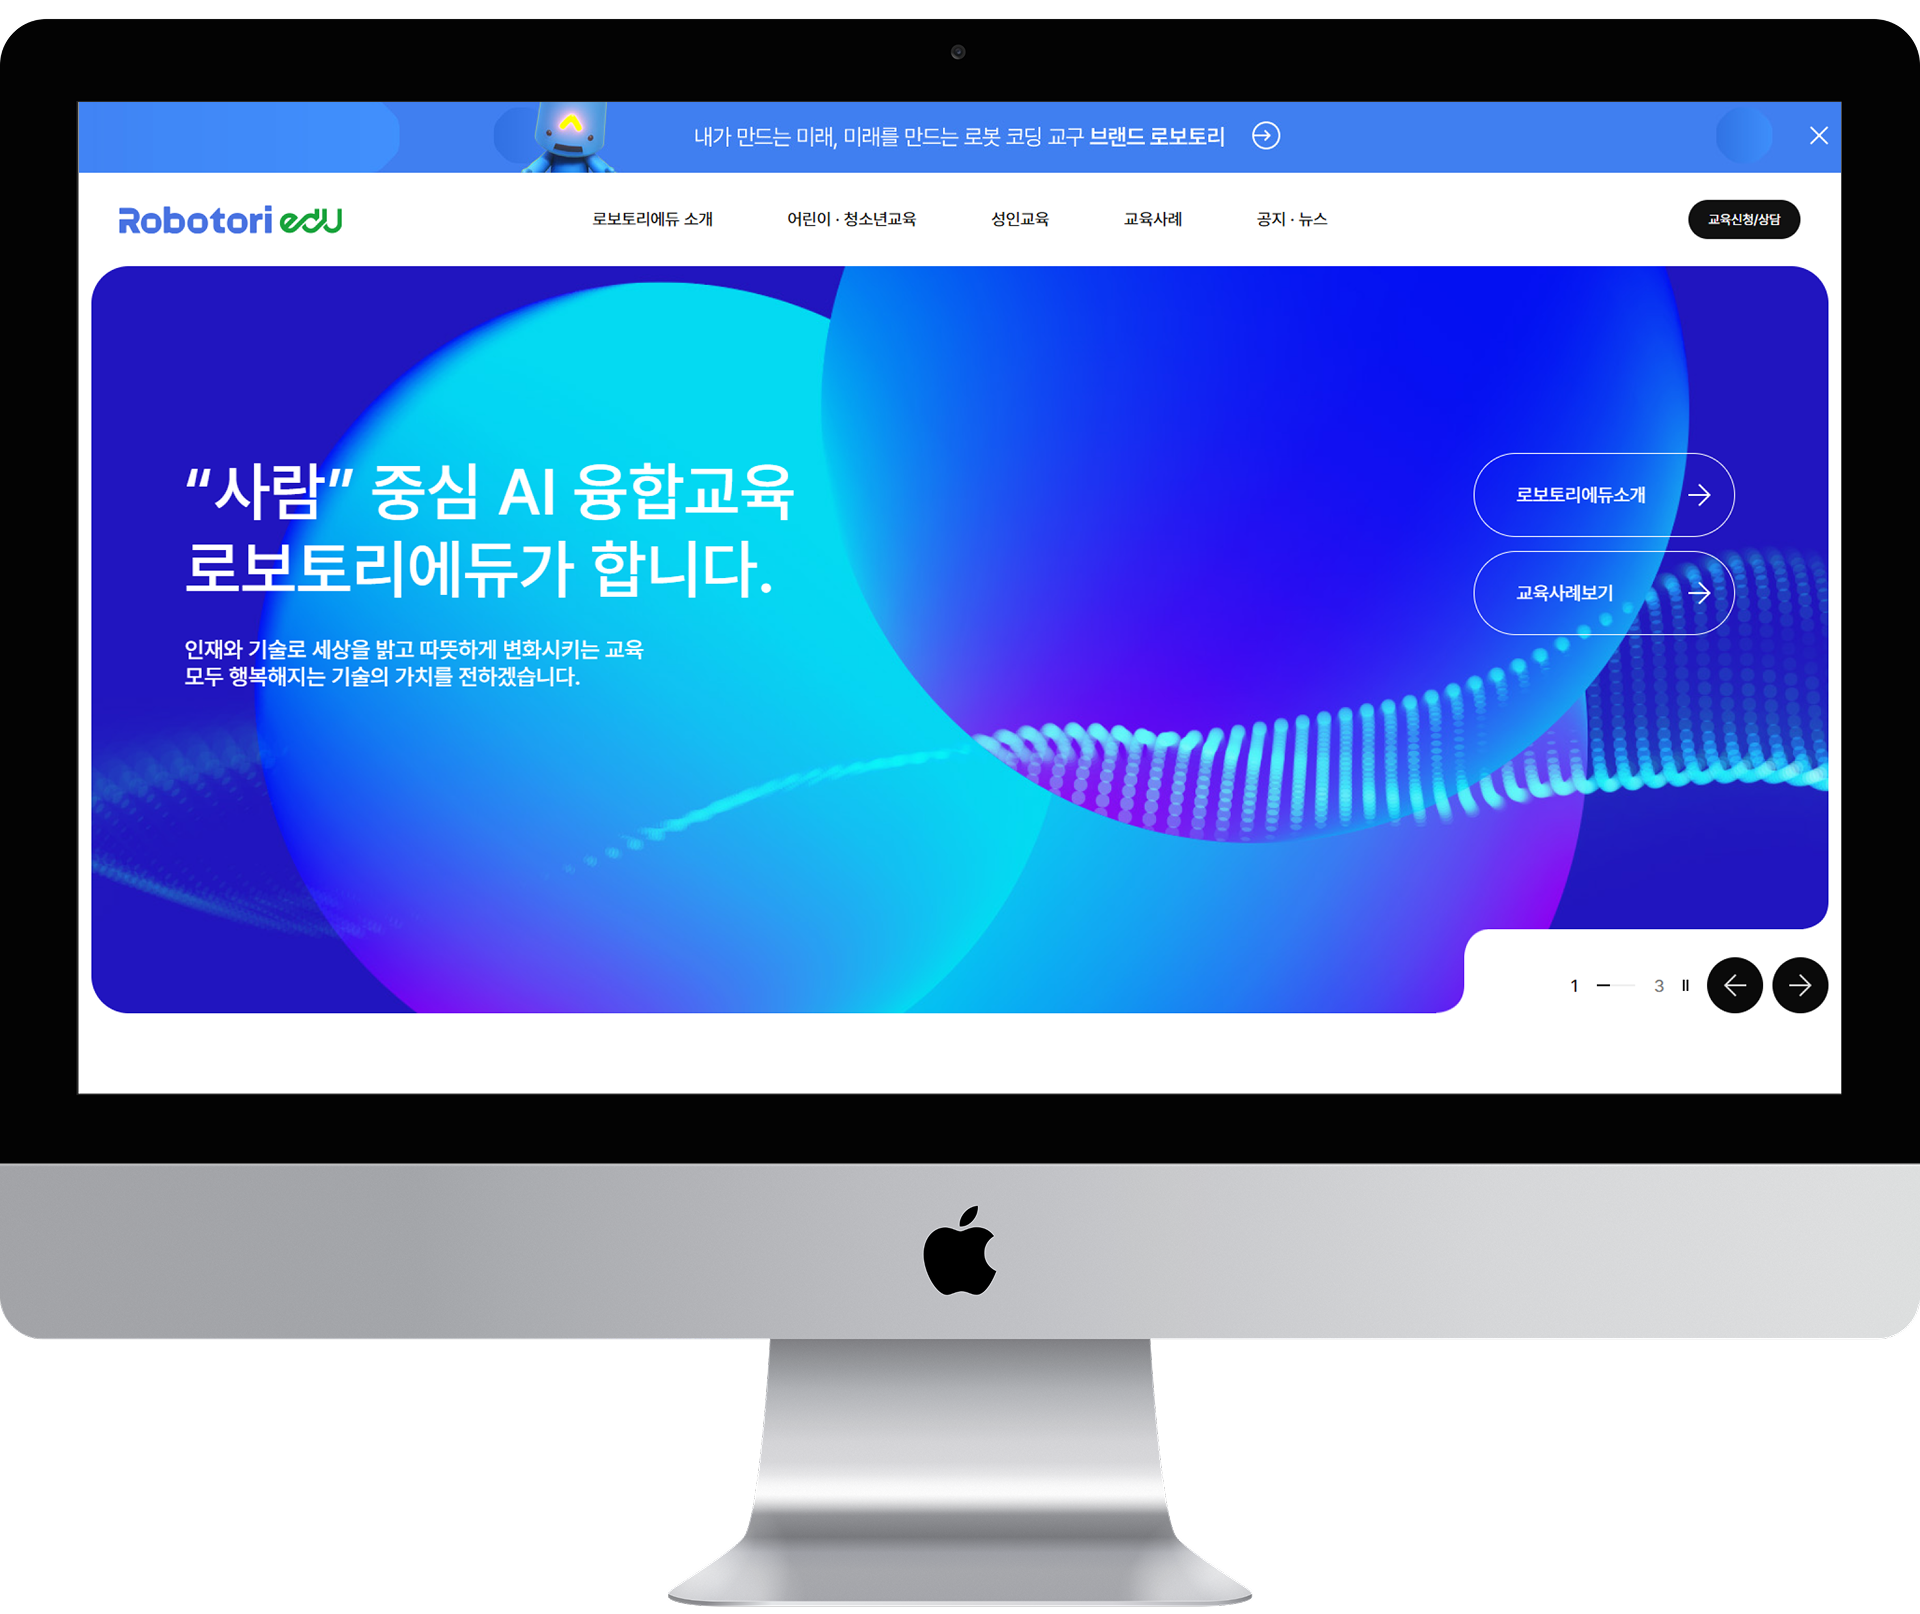 내가 만드는 미래, 미래를 만드는 로봇 코딩 교구 브랜드 로보토리
Robotori edu
로보토리에듀 소개
어린이 · 청소년교육
성인교육
교육사례
공지 · 뉴스
교육신청/상담
“사람” 중심 AI 융합교육
로보토리에듀가 합니다.
인재와 기술로 세상을 밝고 따뜻하게 변화시키는 교육
모두 행복해지는 기술의 가치를 전하겠습니다.
로보토리에듀소개
교육사례보기
1
3